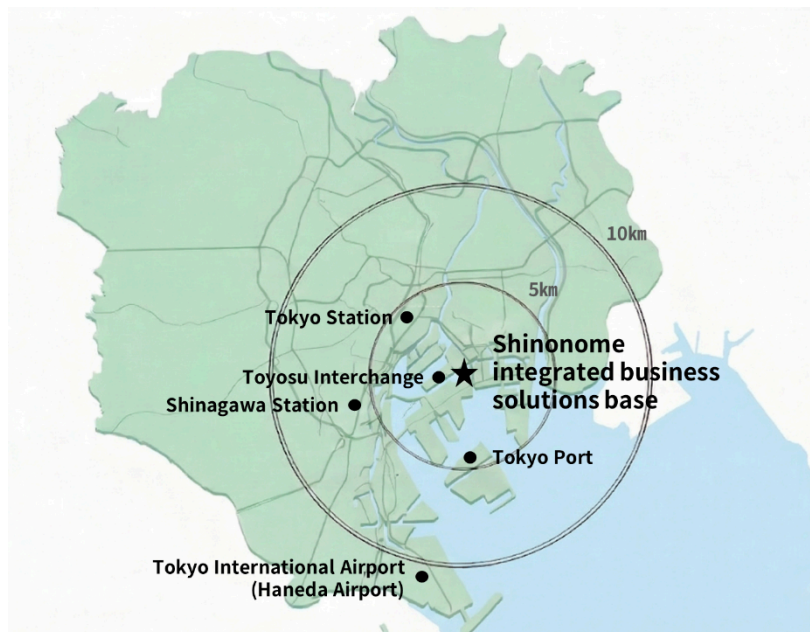 10km
5km
Tokyo Station
Shinonome
integrated business
solutions base
Toyosu Interchange
Shinagawa Station
Tokyo Port
Tokyo International Airport
(Haneda Airport)